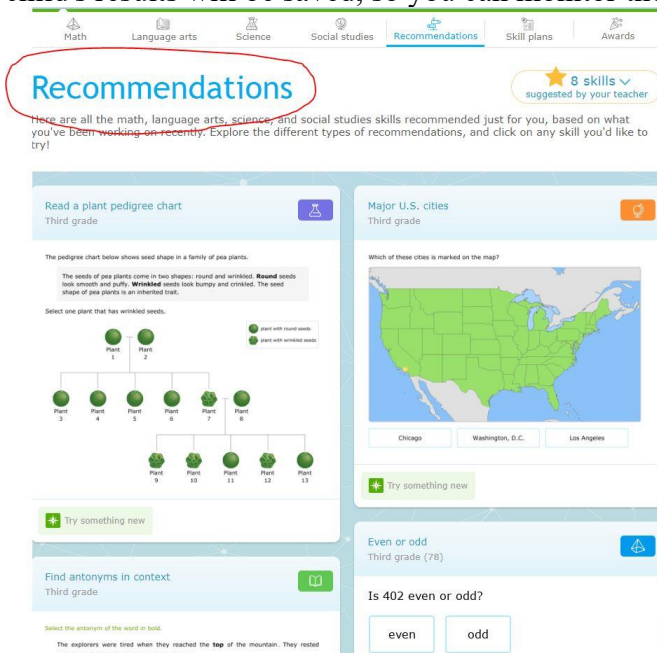 Math
Language arts
Science
Social studies
Recommendations
Skill plans
Awards
Recommendations
8 skills
suggested by your teacher
Here are all the math, language arts, science, and social studies skills recommended just for you, based on what
you've been working on recently. Explore the different types of recommendations, and click on any skill you'd like to
try!
Read a plant pedigree chart
Third grade
The pedigree chart below shows seed shape in a family of pea plants.
The seeds of pea plants come in two shapes: round and wrinkled. Round seeds
look smooth and puffy. Wrinkled seeds look bumpy and crinkled. The seed
shape of pea plants is an inherited trait.
Select one plant that has wrinkled seeds.
plant with round seeds
plant with wrinkled seeds
Plant 1
Plant 2
Plant 3
Plant 4
Plant 5
Plant 6
Plant 7
Plant 8
Plant 9
Plant 10
Plant 11
Plant 12
Plant 13
Try something new
Major U.S. cities
Third grade
Which of these cities is marked on the map?
Chicago
Washington, D.C.
Los Angeles
Try something new
Find antonyms in context
Third grade
Select the antonym of the word in bold.
The explorers were tired when they reached the top of the mountain. They rested
Even or odd
Third grade (78)
Is 402 even or odd?
even
odd